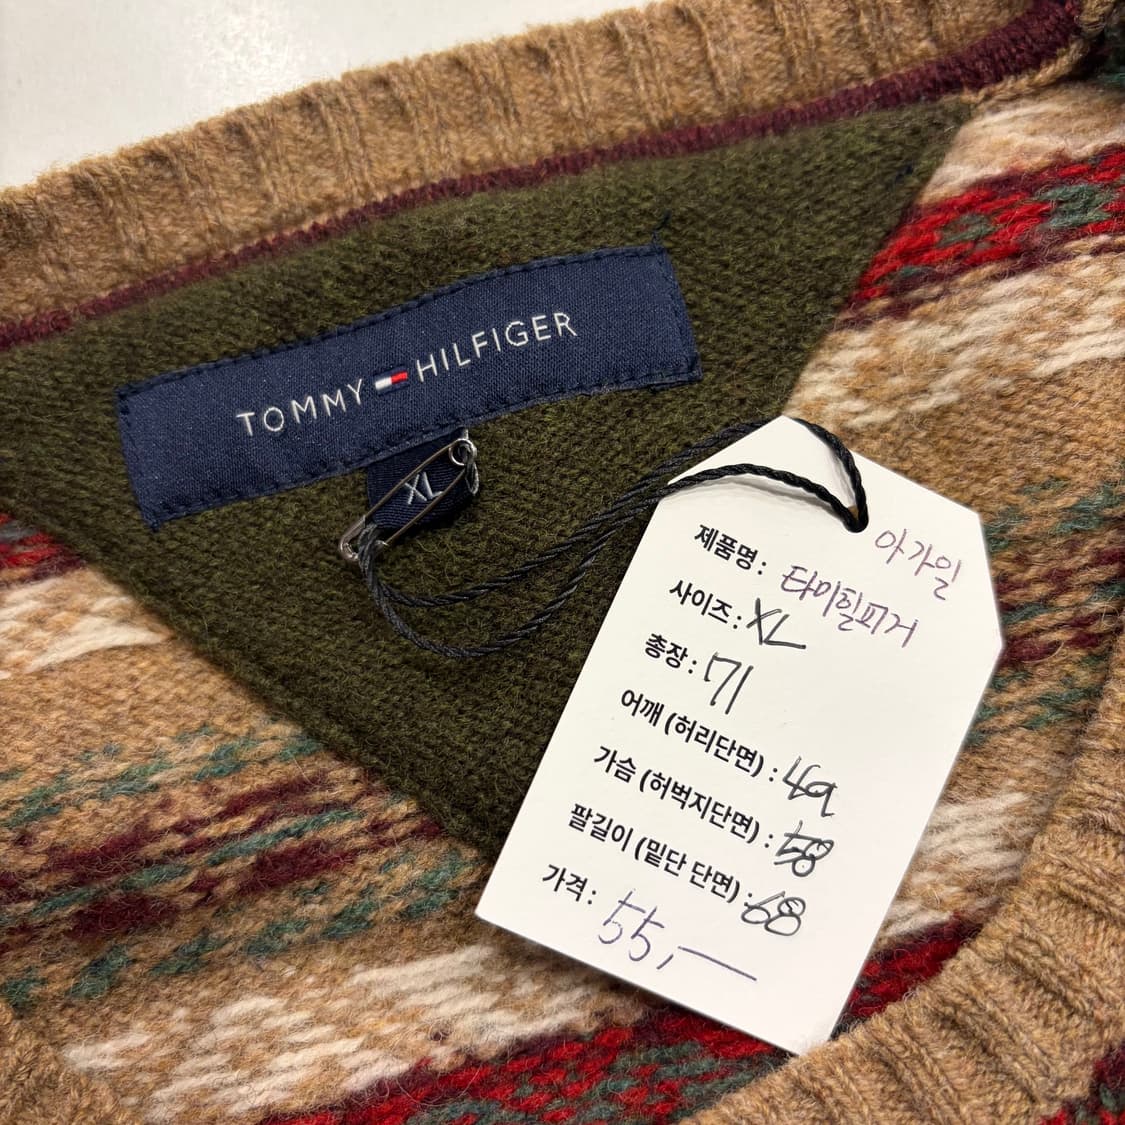 TOMMY HILFIGER
XL
아가일
제품명: 타미힐피거
사이즈: XL
총장: 71
어깨 (허리단면) : 49
가슴 (허벅지단면) : 58
팔길이 (밑단 단면) : 68
가격: 55,—